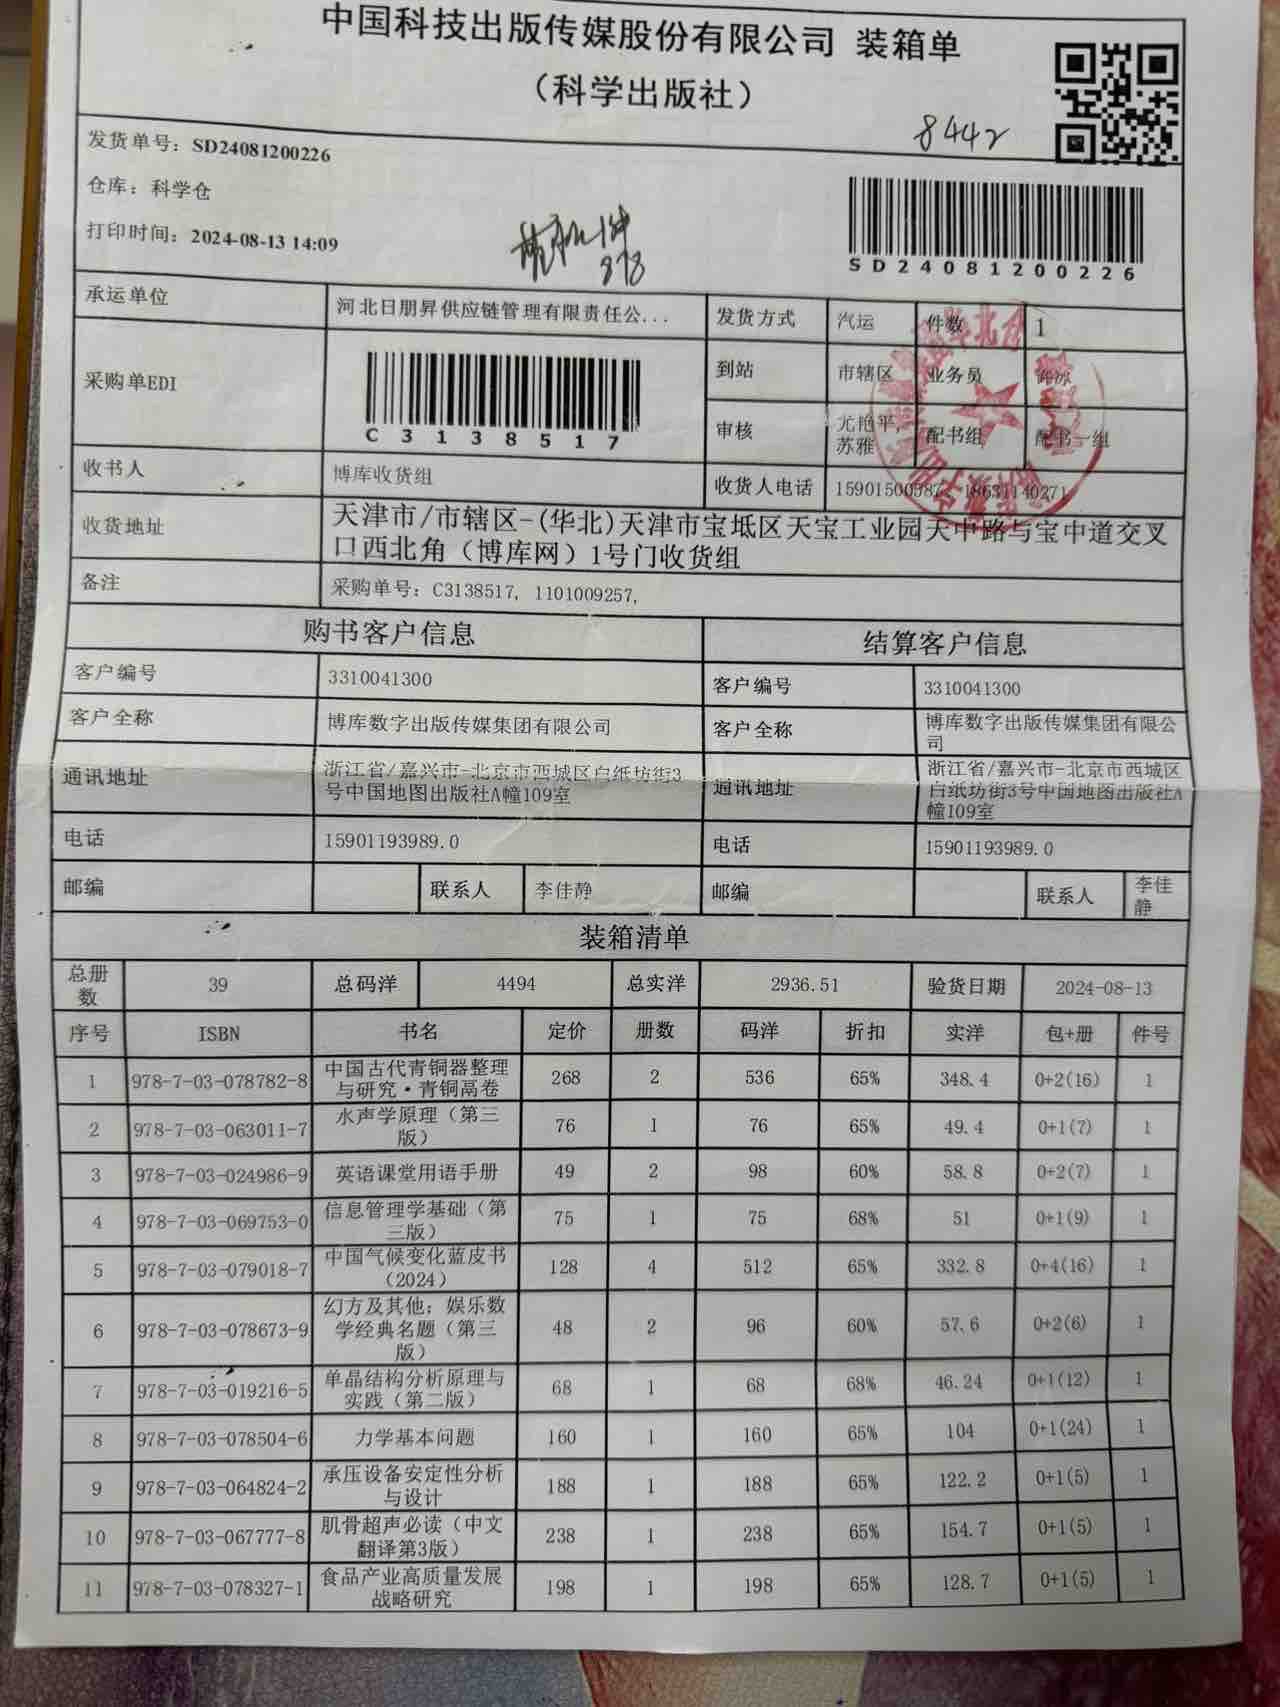 中国科技出版传媒股份有限公司 装箱单
（科学出版社）
8442
发货单号：SD24081200226
仓库：科学仓
打印时间：2024-08-13 14:09
SD24081200226
承运单位 河北日朋昇供应链管理有限责任公... 发货方式 汽运 件数 1
采购单EDI C3138517 到站 市辖区 业务员
审核 尤艳平, 苏雅 配书组 配书一组
收书人 博库收货组 收货人电话 15901500987, 18631140271
收货地址 天津市/市辖区-(华北)天津市宝坻区天宝工业园天中路与宝中道交叉
口西北角（博库网）1号门收货组
备注 采购单号：C3138517, 1101009257,
购书客户信息 结算客户信息
客户编号 3310041300 客户编号 3310041300
客户全称 博库数字出版传媒集团有限公司 客户全称 博库数字出版传媒集团有限公
司
通讯地址 浙江省/嘉兴市-北京市西城区白纸坊街3
号中国地图出版社A幢109室 通讯地址 浙江省/嘉兴市-北京市西城区
白纸坊街3号中国地图出版社A
幢109室
电话 15901193989.0 电话 15901193989.0
邮编 联系人 李佳静 邮编 联系人 李佳
静
装箱清单
总册
数 39 总码洋 4494 总实洋 2936.51 验货日期 2024-08-13
序号 ISBN 书名 定价 册数 码洋 折扣 实洋 包+册 件号
1 978-7-03-078782-8 中国古代青铜器整理
与研究·青铜鬲卷 268 2 536 65% 348.4 0+2(16) 1
2 978-7-03-063011-7 水声学原理（第三
版） 76 1 76 65% 49.4 0+1(7) 1
3 978-7-03-024986-9 英语课堂用语手册 49 2 98 60% 58.8 0+2(7) 1
4 978-7-03-069753-0 信息管理学基础（第
三版） 75 1 75 68% 51 0+1(9) 1
5 978-7-03-079018-7 中国气候变化蓝皮书
（2024） 128 4 512 65% 332.8 0+4(16) 1
6 978-7-03-078673-9 幻方及其他：娱乐数
学经典名题（第三
版） 48 2 96 60% 57.6 0+2(6) 1
7 978-7-03-019216-5 单晶结构分析原理与
实践（第二版） 68 1 68 68% 46.24 0+1(12) 1
8 978-7-03-078504-6 力学基本问题 160 1 160 65% 104 0+1(24) 1
9 978-7-03-064824-2 承压设备安定性分析
与设计 188 1 188 65% 122.2 0+1(5) 1
10 978-7-03-067777-8 肌骨超声必读（中文
翻译第3版） 238 1 238 65% 154.7 0+1(5) 1
11 978-7-03-078327-1 食品产业高质量发展
战略研究 198 1 198 65% 128.7 0+1(5) 1